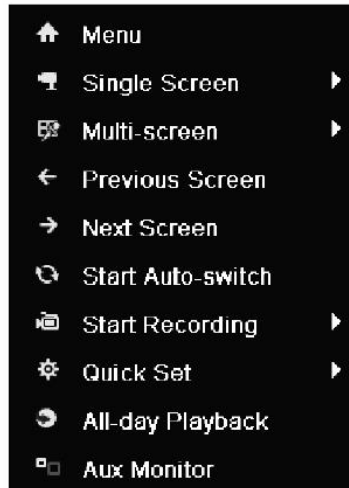 Menu
Single Screen
Multi-screen
Previous Screen
Next Screen
Start Auto-switch
Start Recording
Quick Set
All-day Playback
Aux Monitor